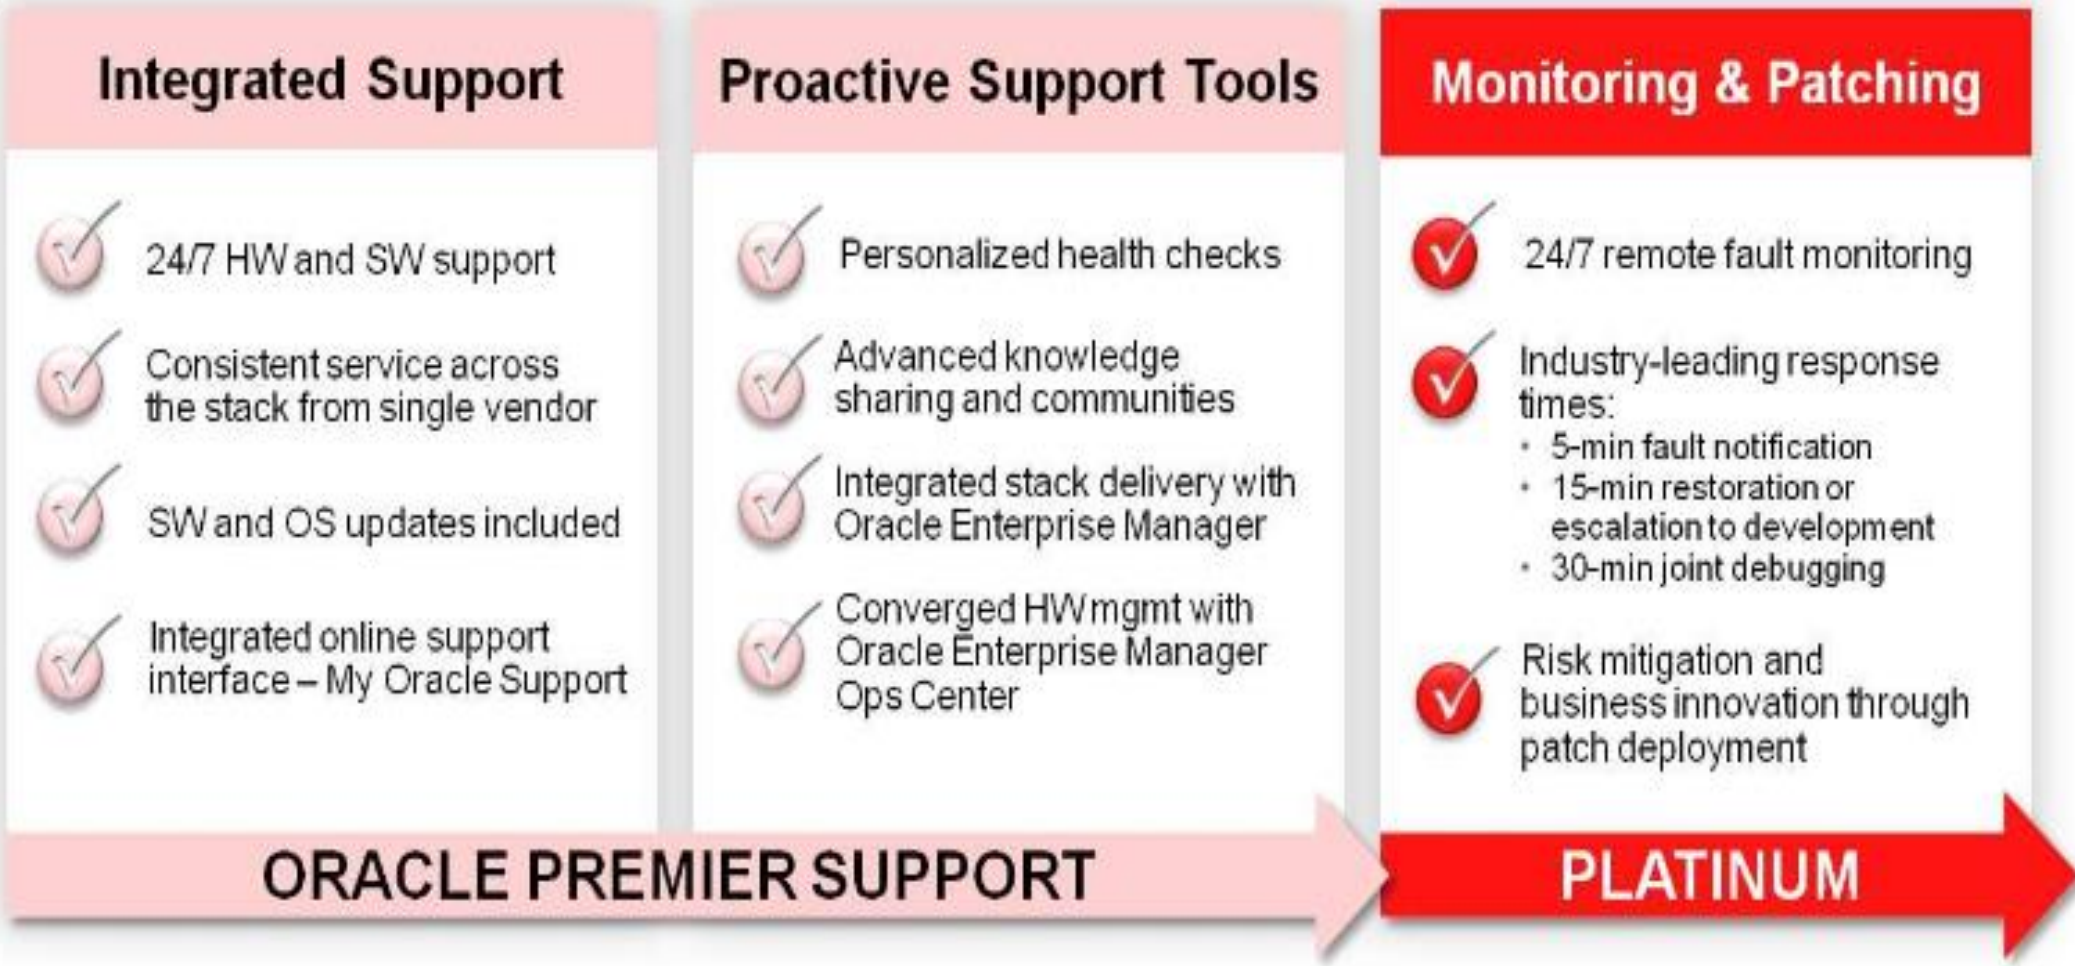 Integrated Support
24/7 HW and SW support
Consistent service across
the stack from single vendor
SW and OS updates included
Integrated online support
interface – My Oracle Support
Proactive Support Tools
Personalized health checks
Advanced knowledge
sharing and communities
Integrated stack delivery with
Oracle Enterprise Manager
Converged HW mgmt with
Oracle Enterprise Manager
Ops Center
ORACLE PREMIER SUPPORT
Monitoring & Patching
24/7 remote fault monitoring
Industry-leading response
times:
• 5-min fault notification
• 15-min restoration or
escalation to development
• 30-min joint debugging
Risk mitigation and
business innovation through
patch deployment
PLATINUM